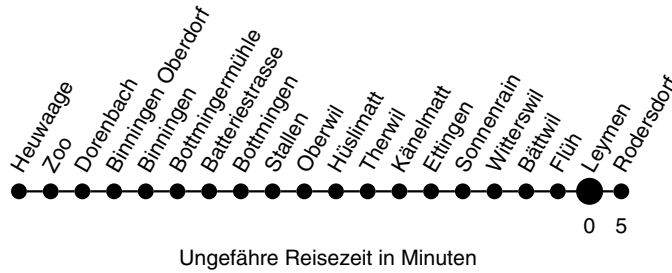 Heuwaage
Zoo
Dorenbach
Binningen Oberdorf
Binningen
Bottmingermühle
Batteriestrasse
Bottmingen
Stallen
Oberwil
Hüslimatt
Therwil
Känelmatt
Ettingen
Sonnenrain
Witterswil
Bättwil
Flüh
Leymen
Rodersdorf
0 5
Ungefähre Reisezeit in Minuten